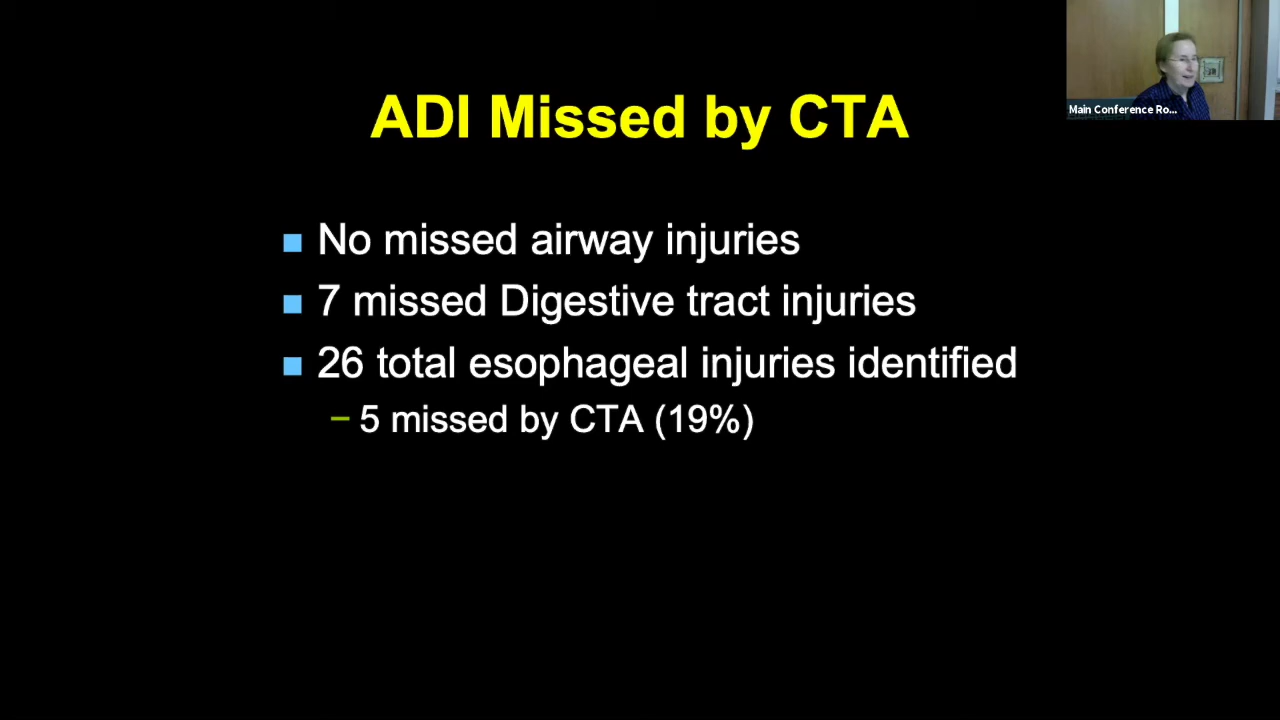 ADI Missed by CTA
Main Conference Ro...
No missed airway injuries
7 missed Digestive tract injuries
26 total esophageal injuries identified
– 5 missed by CTA (19%)